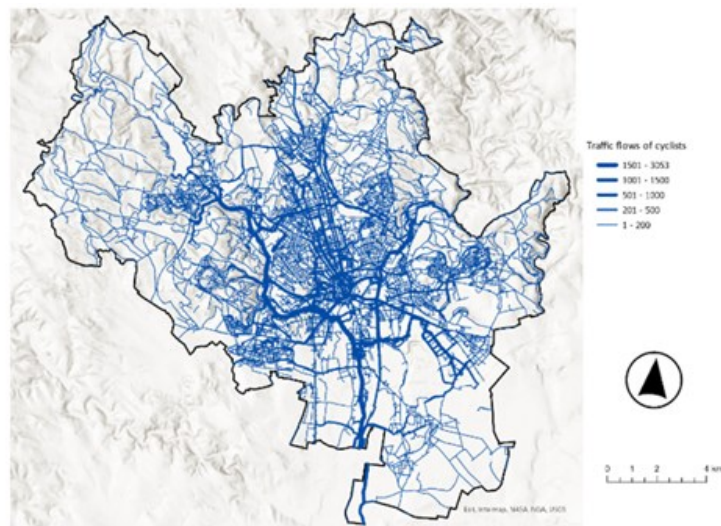 Traffic flows of cyclists
1501 - 3053
1001 - 1500
501 - 1000
201 - 500
1 - 200
0 1 2 4 km
Esri, Intermap, NASA, NGA, USGS